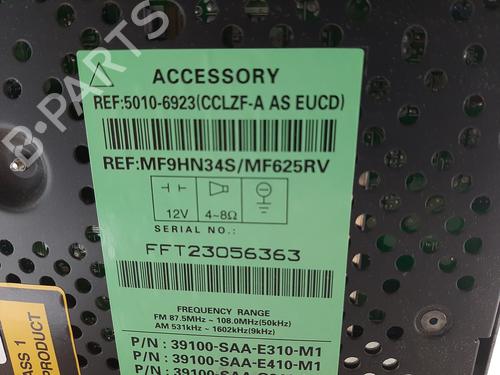 B-PARTS
ACCESSORY
REF:5010-6923(CCLZF-A AS EUCD)
REF:MF9HN34S/MF625RV
12V 4~8Ω
SERIAL NO.:
FFT23056363
FREQUENCY RANGE
FM 87.5MHz ~ 108.0MHz(50kHz)
AM 531kHz ~ 1602kHz(9kHz)
P/N : 39100-SAA-E310-M1
P/N : 39100-SAA-E410-M1
P/N : 39100-SAA-
ASS 1
PRODUCT